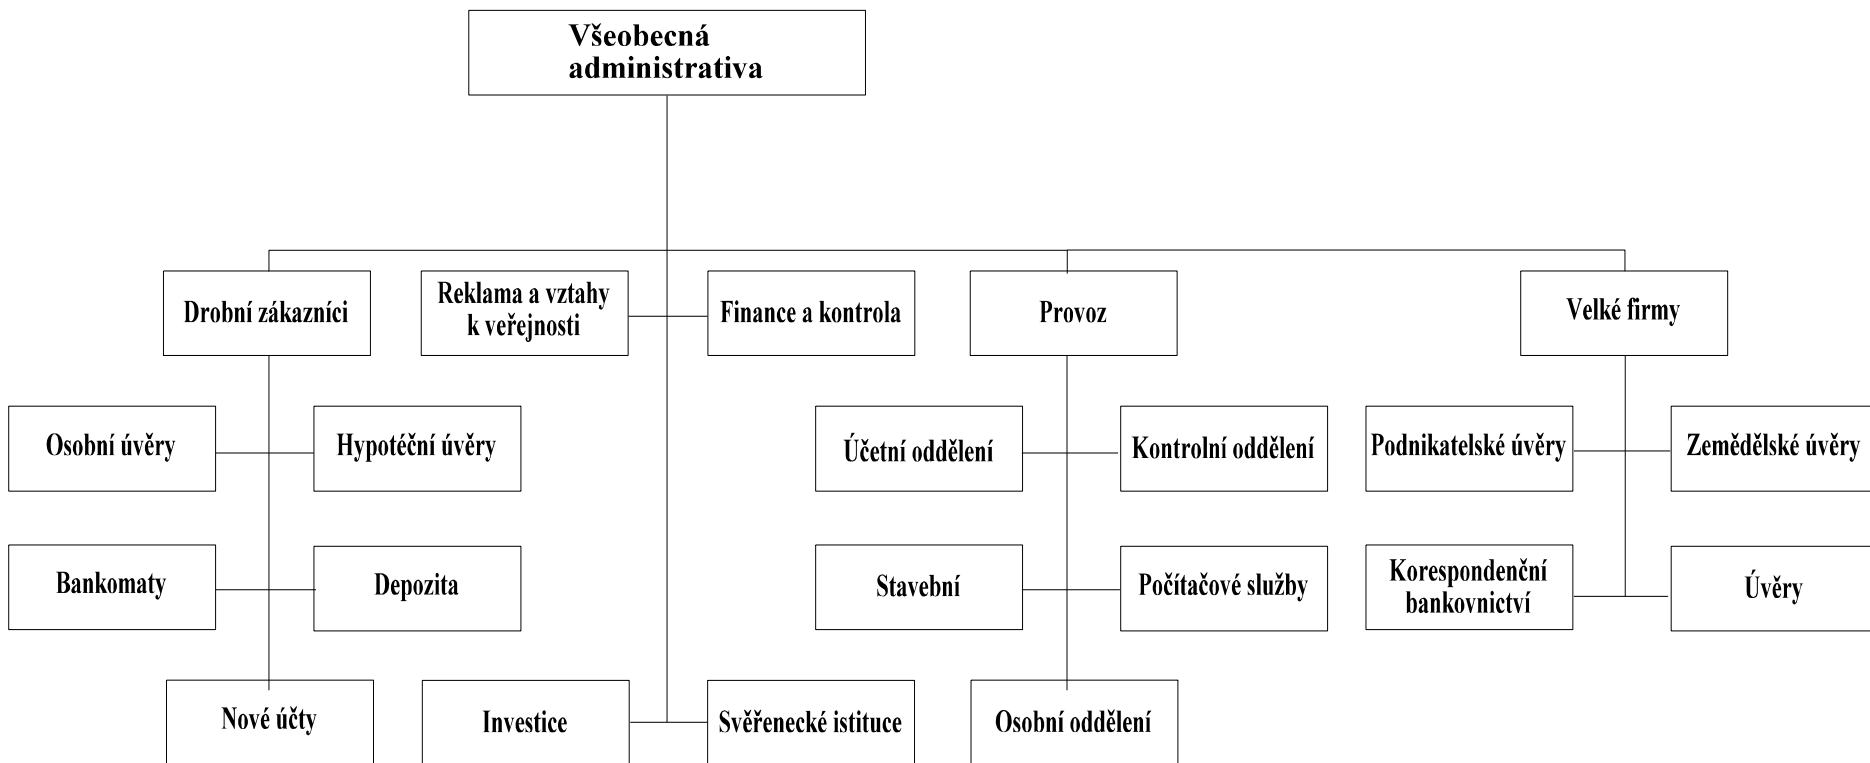 Všeobecná
administrativa
Drobní zákazníci
Reklama a vztahy
k veřejnosti
Finance a kontrola
Provoz
Velké firmy
Osobní úvěry
Hypotéční úvěry
Účetní oddělení
Kontrolní oddělení
Podnikatelské úvěry
Zemědělské úvěry
Bankomaty
Depozita
Stavební
Počítačové služby
Korespondenční
bankovnictví
Úvěry
Nové účty
Investice
Svěřenecké istituce
Osobní oddělení